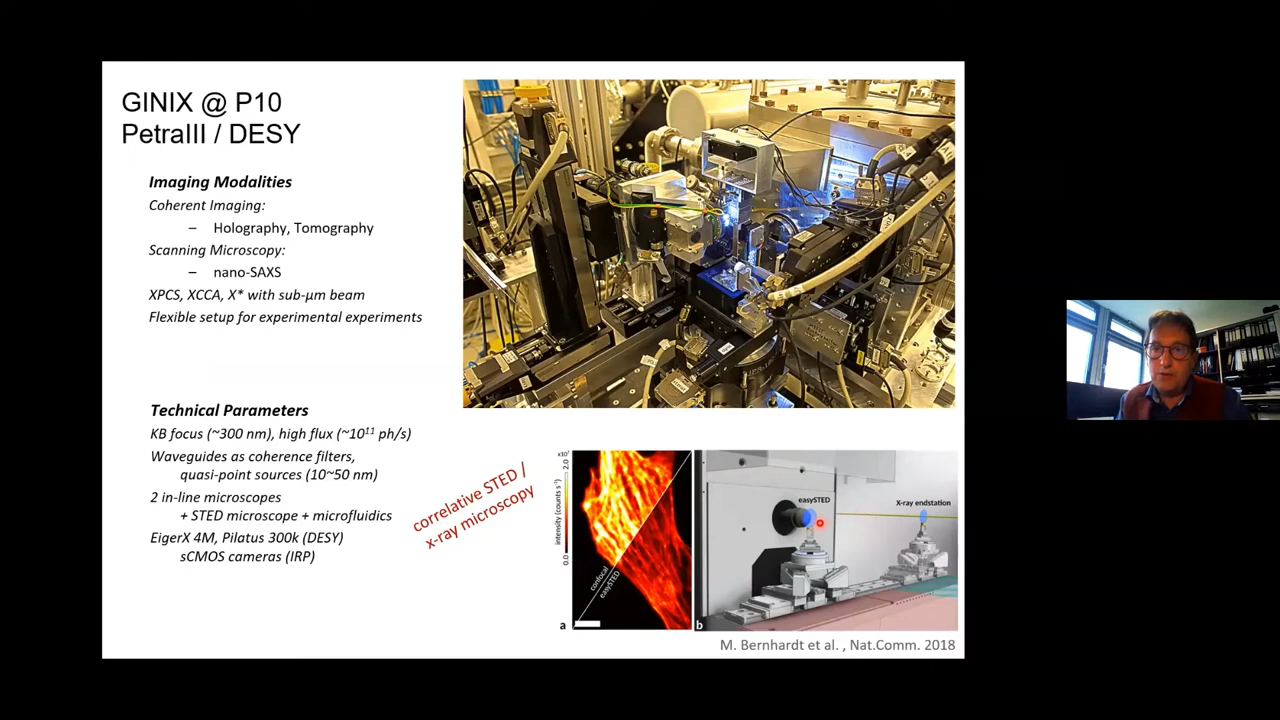 GINIX @ P10
PetraIII / DESY
Imaging Modalities
Coherent Imaging:
– Holography, Tomography
Scanning Microscopy:
– nano-SAXS
XPCS, XCCA, X* with sub-μm beam
Flexible setup for experimental experiments
Technical Parameters
KB focus (~300 nm), high flux (~10¹¹ ph/s)
Waveguides as coherence filters,
quasi-point sources (10~50 nm)
2 in-line microscopes
+ STED microscope + microfluidics
EigerX 4M, Pilatus 300k (DESY)
sCMOS cameras (IRP)
correlative STED /
x-ray microscopy
intensity (counts s⁻¹)
0.0
2.0
confocal
easySTED
a
easySTED
X-ray endstation
b
M. Bernhardt et al. , Nat.Comm. 2018